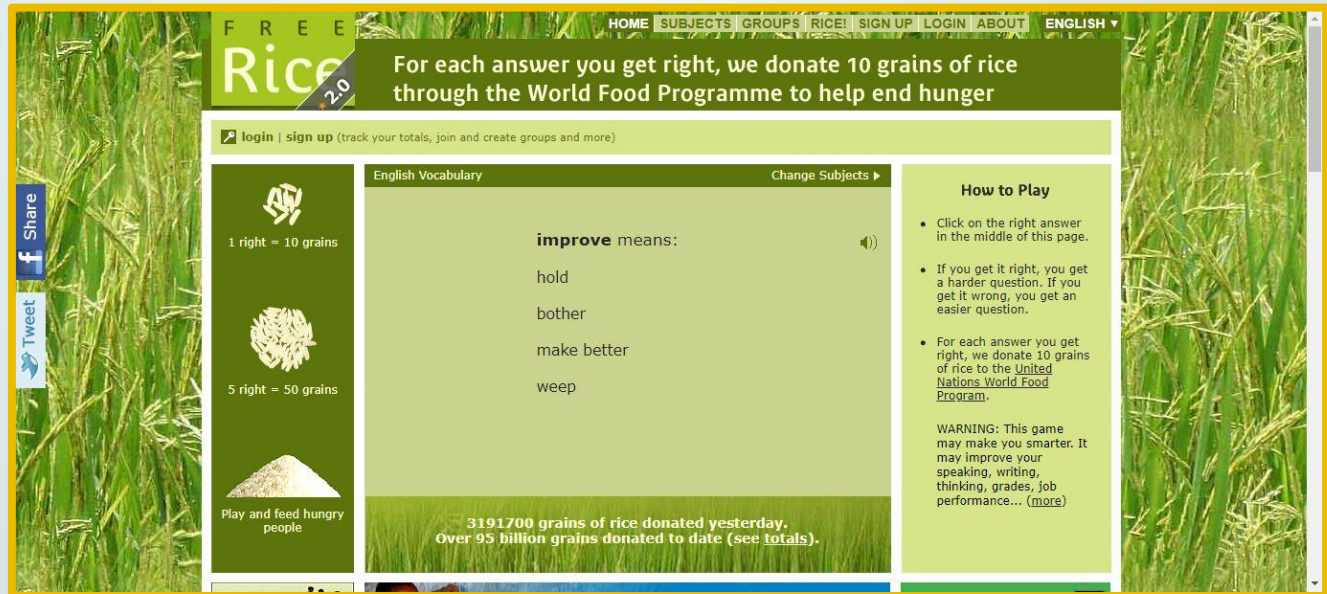 FREE
Rice
2.0
HOME SUBJECTS GROUPS RICE! SIGN UP LOGIN ABOUT ENGLISH ▼
For each answer you get right, we donate 10 grains of rice
through the World Food Programme to help end hunger
login | sign up (track your totals, join and create groups and more)
Share
Tweet
1 right = 10 grains
5 right = 50 grains
Play and feed hungry
people
English Vocabulary
Change Subjects ▶
improve means:
hold
bother
make better
weep
3191700 grains of rice donated yesterday.
Over 95 billion grains donated to date (see totals).
How to Play
• Click on the right answer
in the middle of this page.
• If you get it right, you get
a harder question. If you
get it wrong, you get an
easier question.
• For each answer you get
right, we donate 10 grains
of rice to the United
Nations World Food
Program.
WARNING: This game
may make you smarter. It
may improve your
speaking, writing,
thinking, grades, job
performance... (more)